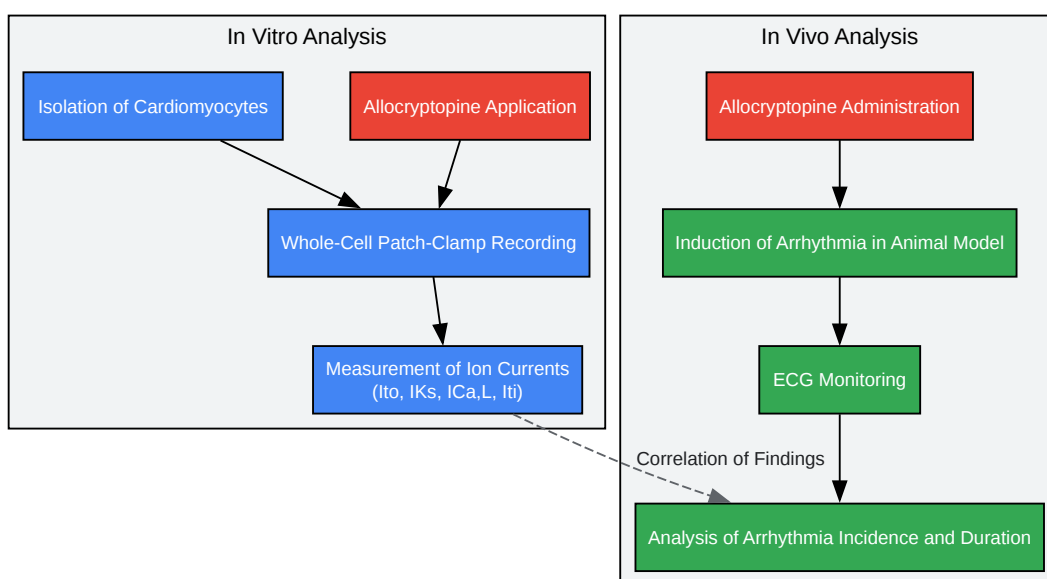 In Vitro Analysis
Isolation of Cardiomyocytes
Allocryptopine Application
Whole-Cell Patch-Clamp Recording
Measurement of Ion Currents
(Ito, IKs, ICa,L, Iti)
In Vivo Analysis
Allocryptopine Administration
Induction of Arrhythmia in Animal Model
ECG Monitoring
Correlation of Findings
Analysis of Arrhythmia Incidence and Duration